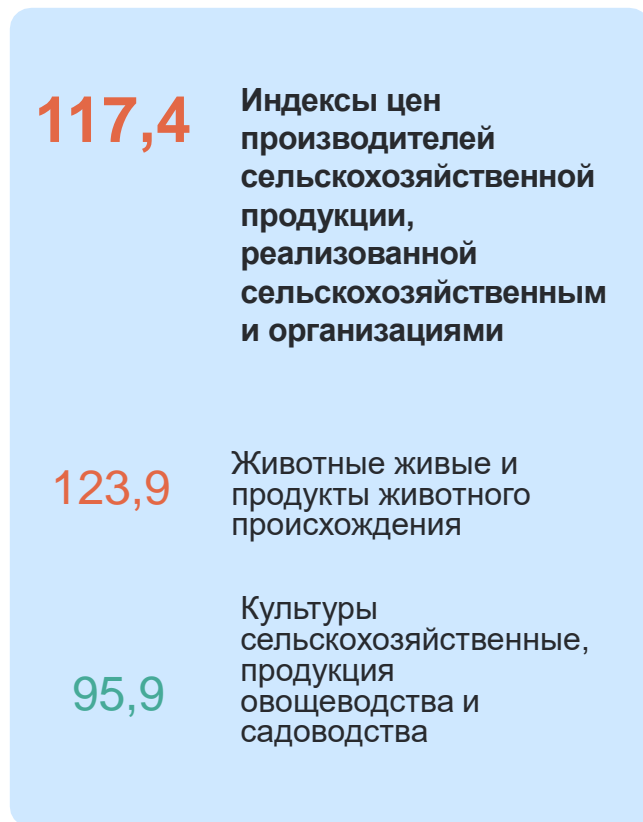 117,4
Индексы цен
производителей
сельскохозяйственной
продукции,
реализованной
сельскохозяйственным
и организациями
123,9
Животные живые и
продукты животного
происхождения
95,9
Культуры
сельскохозяйственные,
продукция
овощеводства и
садоводства